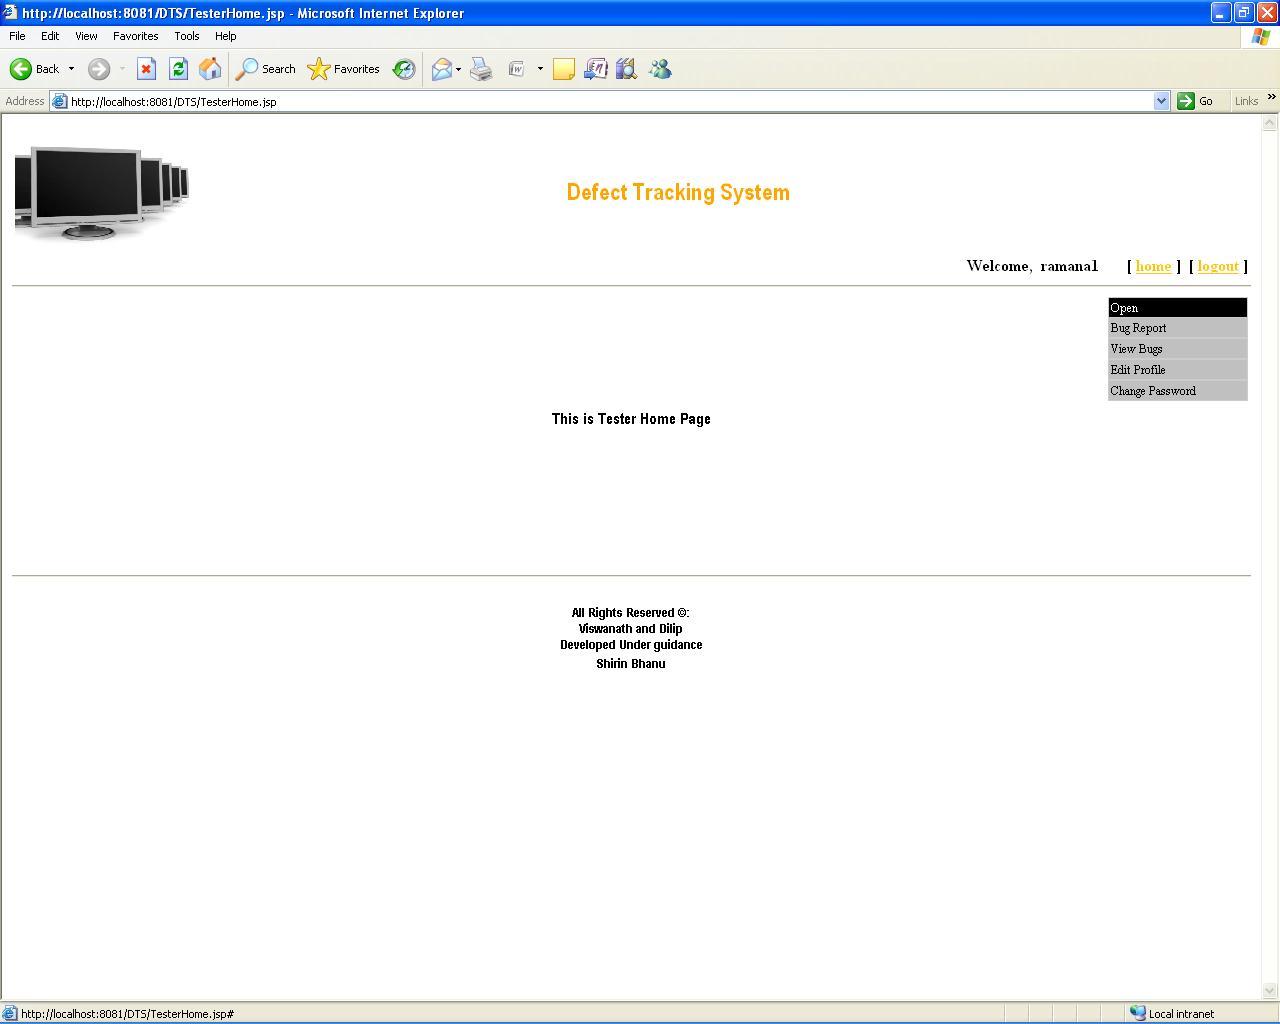 http://localhost:8081/DTS/TesterHome.jsp - Microsoft Internet Explorer
File Edit View Favorites Tools Help
Back Search Favorites
Address http://localhost:8081/DTS/TesterHome.jsp Go Links »
Defect Tracking System
Welcome, ramana1 [ home ] [ logout ]
Open
Bug Report
View Bugs
Edit Profile
Change Password
This is Tester Home Page
All Rights Reserved ©:
Viswanath and Dilip
Developed Under guidance
Shirin Bhanu
http://localhost:8081/DTS/TesterHome.jsp# Local intranet